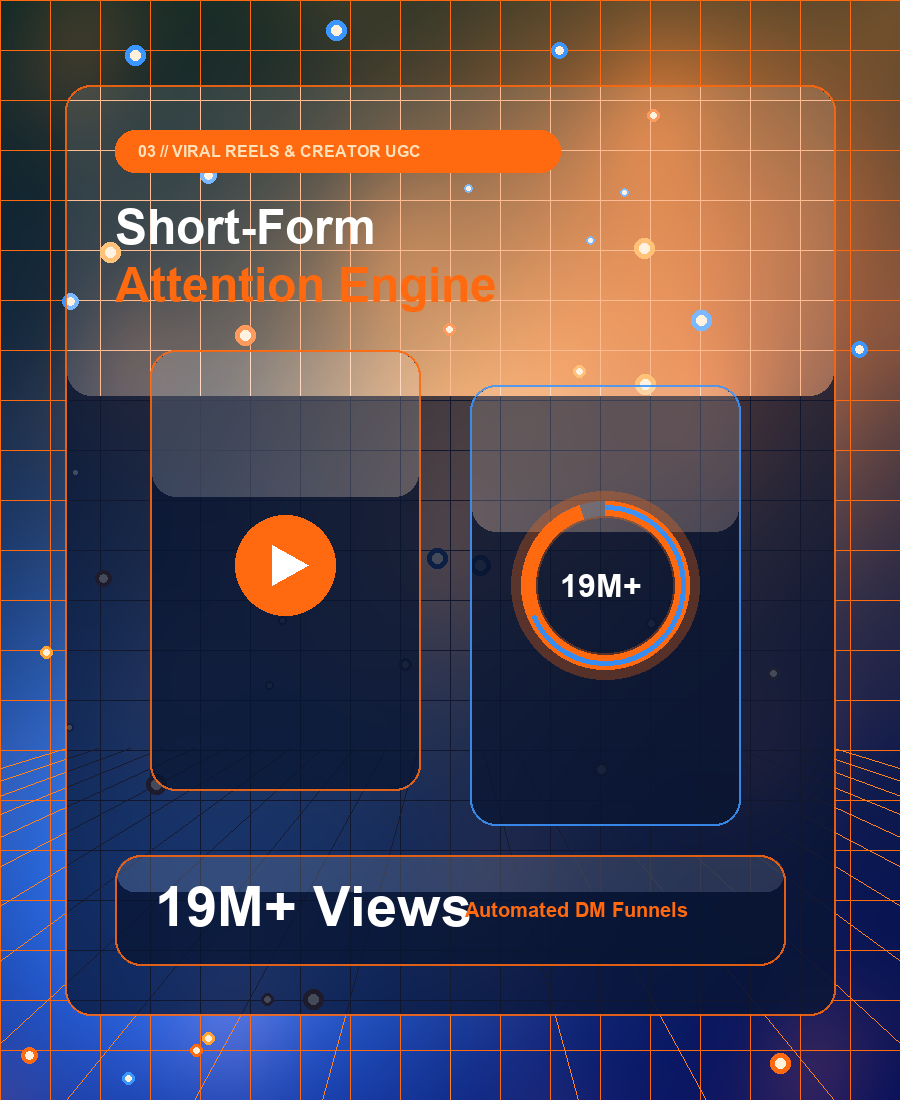 03 // VIRAL REELS & CREATOR UGC
Short-Form
Attention Engine
19M+
19M+ Views
Automated DM Funnels